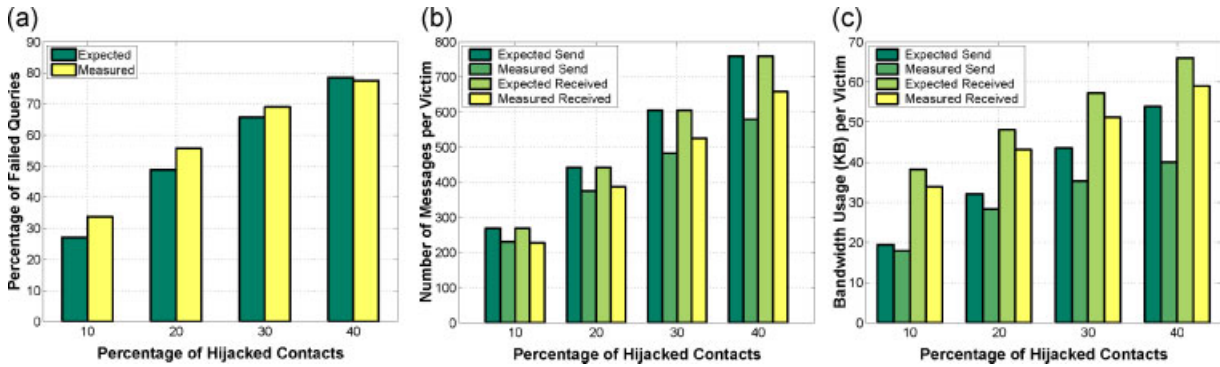 (a)
90
80
70
60
50
40
30
20
10
0
Percentage of Failed Queries
Expected
Measured
10 20 30 40
Percentage of Hijacked Contacts
(b)
800
700
600
500
400
300
200
100
0
Number of Messages per Victim
Expected Send
Measured Send
Expected Received
Measured Received
10 20 30 40
Percentage of Hijacked Contacts
(c)
70
60
50
40
30
20
10
0
Bandwidth Usage (KB) per Victim
Expected Send
Measured Send
Expected Received
Measured Received
10 20 30 40
Percentage of Hijacked Contacts